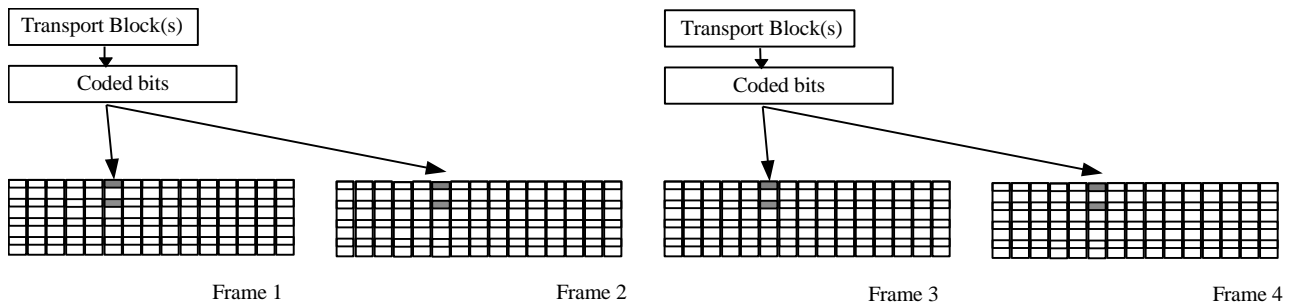 Transport Block(s)
Transport Block(s)
Coded bits
Coded bits
Frame 1
Frame 2
Frame 3
Frame 4